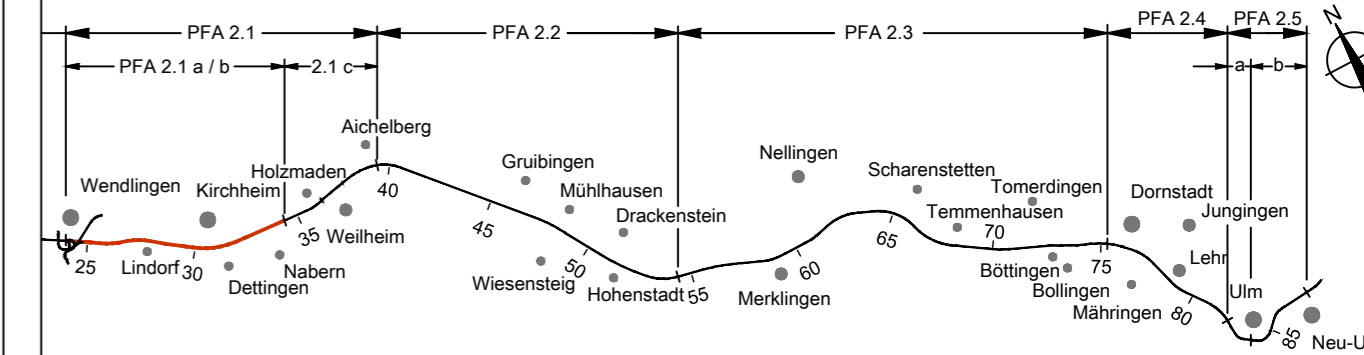 PFA 2.1 PFA 2.2 PFA 2.3 PFA 2.4 PFA 2.5
N
PFA 2.1 a / b 2.1 c a b
Aichelberg
Wendlingen Kirchheim Holzmaden 40 Gruibingen Nellingen Scharenstetten Tomerdingen Dornstadt
Mühlhausen
Drackenstein Temmenhausen Jungingen
25 Lindorf 30 35 Weilheim 45 65 70
Dettingen Nabern Wiesensteig 50 Hohenstadt 55 Merklingen 60 Böttingen 75 Lehr
Bollingen
Mähringen 80 Ulm
85 Neu-U